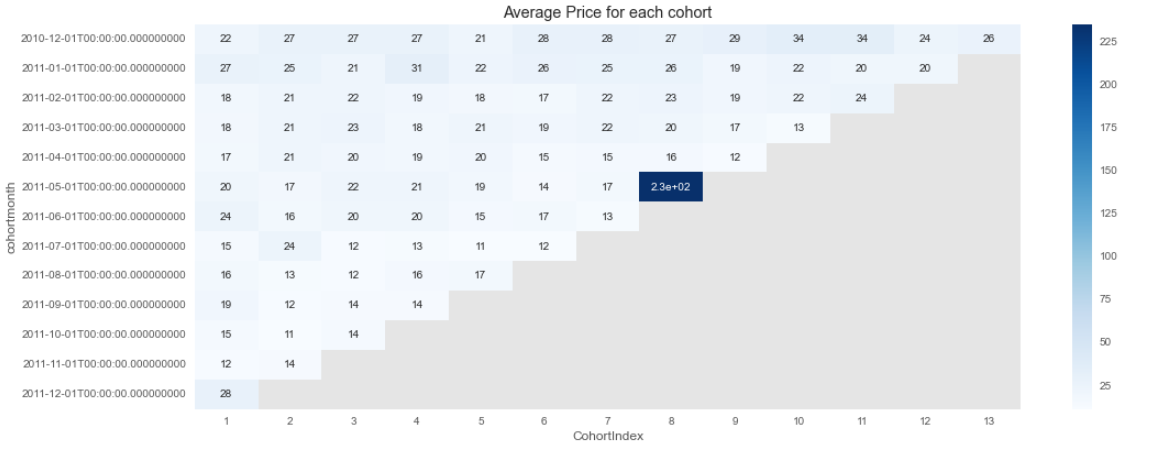 Average Price for each cohort
2010-12-01T00:00:00.000000000 22 27 27 27 21 28 28 27 29 34 34 24 26
2011-01-01T00:00:00.000000000 27 25 21 31 22 26 25 26 19 22 20 20
2011-02-01T00:00:00.000000000 18 21 22 19 18 17 22 23 19 22 24
2011-03-01T00:00:00.000000000 18 21 23 18 21 19 22 20 17 13
2011-04-01T00:00:00.000000000 17 21 20 19 20 15 15 16 12
2011-05-01T00:00:00.000000000 20 17 22 21 19 14 17 2.3e+02
2011-06-01T00:00:00.000000000 24 16 20 20 15 17 13
2011-07-01T00:00:00.000000000 15 24 12 13 11 12
2011-08-01T00:00:00.000000000 16 13 12 16 17
2011-09-01T00:00:00.000000000 19 12 14 14
2011-10-01T00:00:00.000000000 15 11 14
2011-11-01T00:00:00.000000000 12 14
2011-12-01T00:00:00.000000000 28
1 2 3 4 5 6 7 8 9 10 11 12 13
CohortIndex
cohortmonth
225
200
175
150
125
100
75
50
25